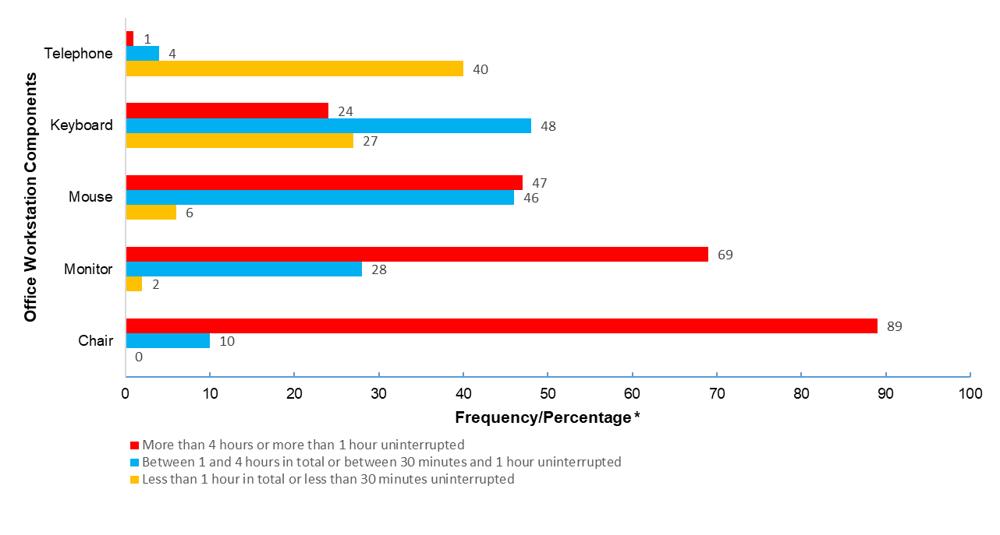 Office Workstation Components
Telephone
1
4
40
Keyboard
24
48
27
Mouse
47
46
6
Monitor
69
28
2
Chair
89
10
0
0 10 20 30 40 50 60 70 80 90 100
Frequency/Percentage *
More than 4 hours or more than 1 hour uninterrupted
Between 1 and 4 hours in total or between 30 minutes and 1 hour uninterrupted
Less than 1 hour in total or less than 30 minutes uninterrupted